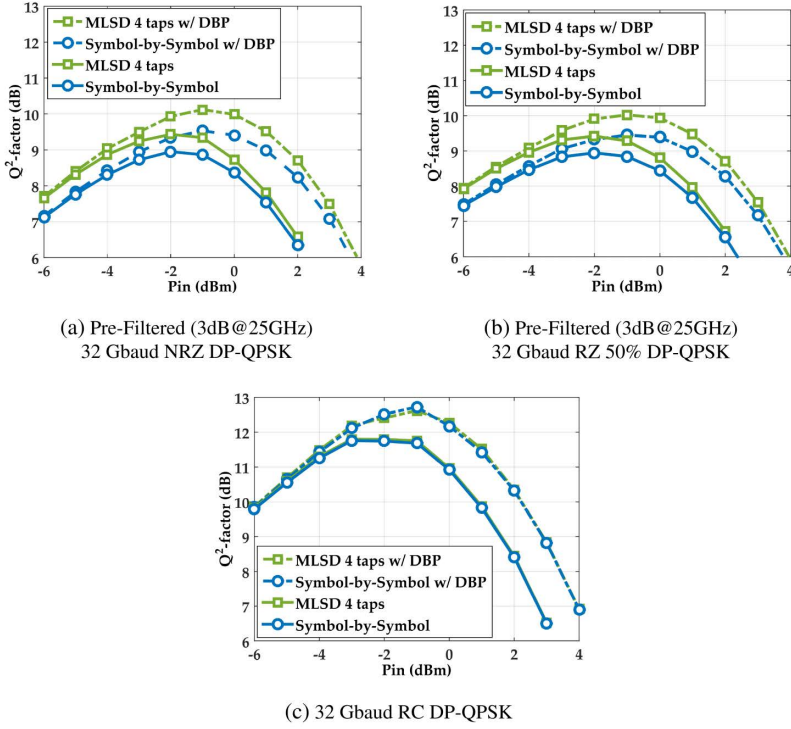 13
12
11
10
9
8
7
6
Q²-factor (dB)
MLSD 4 taps w/ DBP
Symbol-by-Symbol w/ DBP
MLSD 4 taps
Symbol-by-Symbol
-6 -4 -2 0 2 4
Pin (dBm)
(a) Pre-Filtered (3dB@25GHz)
32 Gbaud NRZ DP-QPSK
13
12
11
10
9
8
7
6
Q²-factor (dB)
MLSD 4 taps w/ DBP
Symbol-by-Symbol w/ DBP
MLSD 4 taps
Symbol-by-Symbol
-6 -4 -2 0 2 4
Pin (dBm)
(b) Pre-Filtered (3dB@25GHz)
32 Gbaud RZ 50% DP-QPSK
13
12
11
10
9
8
7
6
Q²-factor (dB)
MLSD 4 taps w/ DBP
Symbol-by-Symbol w/ DBP
MLSD 4 taps
Symbol-by-Symbol
-6 -4 -2 0 2 4
Pin (dBm)
(c) 32 Gbaud RC DP-QPSK